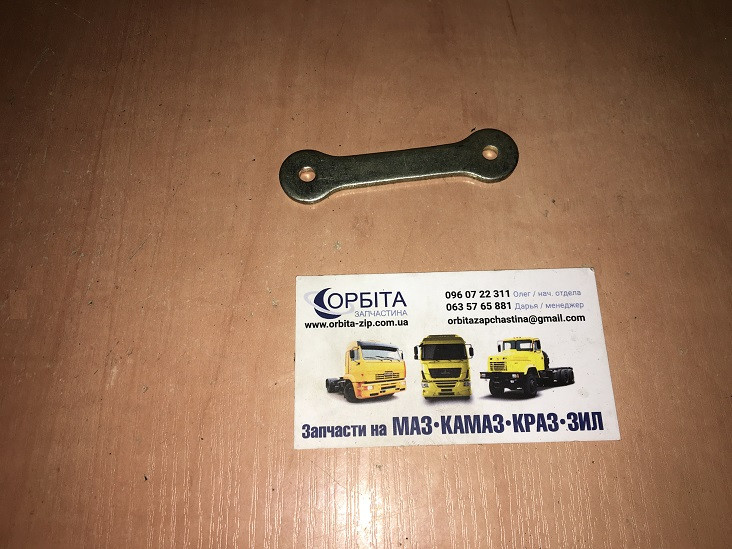 ОРБІТА
ЗАПЧАСТИНА
www.orbita-zip.com.ua
096 07 22 311 Олег / нач. отдела
063 57 65 881 Дарья / менеджер
orbitazapchastina@gmail.com
Запчасти на МАЗ•КАМАЗ•КРАЗ•ЗИЛ